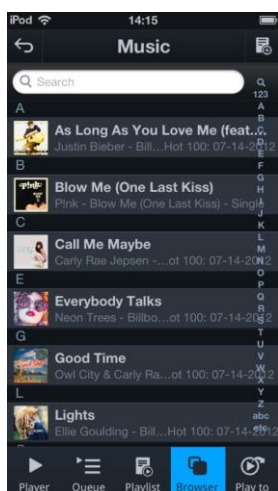 iPod 14:15
Music
Search
A
As Long As You Love Me (feat...
Justin Bieber - Bill...Hot 100: 07-14-2012
B
Blow Me (One Last Kiss)
P!nk - Blow Me (One Last Kiss) - Single
C
Call Me Maybe
Carly Rae Jepsen -...ot 100: 07-14-2012
E
Everybody Talks
Neon Trees - Billbo...ot 100: 07-14-2012
G
Good Time
Owl City & Carly Ra...ot 100: 07-14-2012
L
Lights
Ellie Goulding - Bill...Hot 100: 07-14-2012
123
A
B
C
D
E
F
G
H
I
J
K
L
M
N
O
P
Q
R
S
T
U
V
W
X
Y
Z
abc
etc
Player Queue Playlist Browser Play to